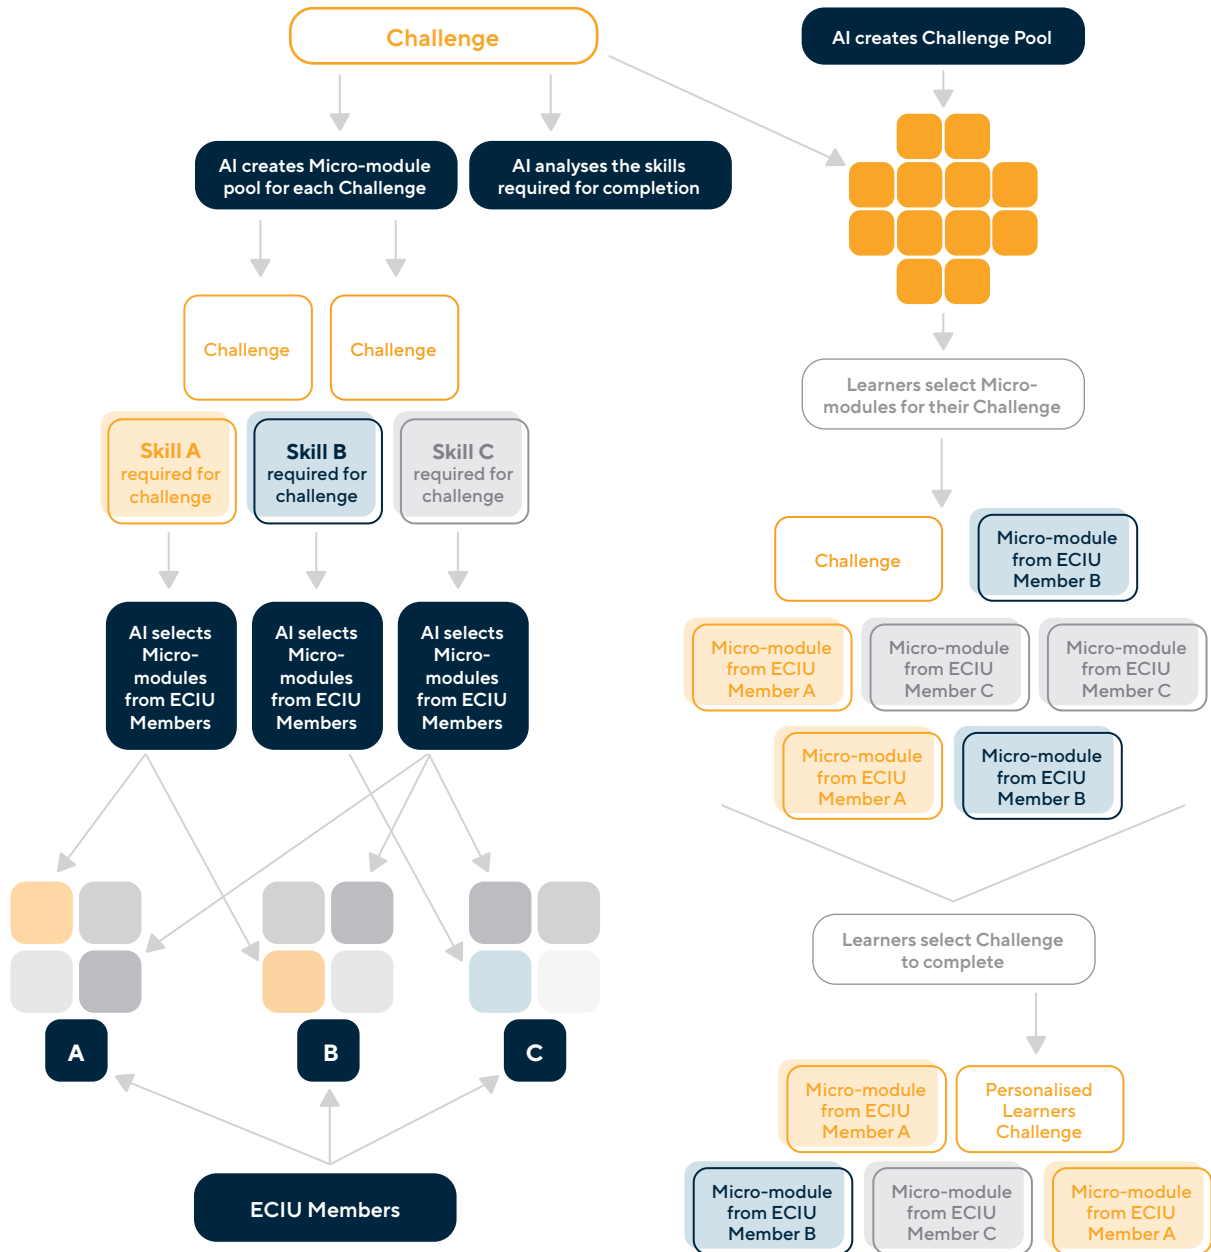 Challenge
AI creates Challenge Pool
AI creates Micro-module
pool for each Challenge
AI analyses the skills
required for completion
Challenge
Challenge
Skill A
required for
challenge
Skill B
required for
challenge
Skill C
required for
challenge
AI selects
Micro-
modules
from ECIU
Members
AI selects
Micro-
modules
from ECIU
Members
AI selects
Micro-
modules
from ECIU
Members
A
B
C
ECIU Members
Learners select Micro-
modules for their Challenge
Challenge
Micro-module
from ECIU
Member B
Micro-module
from ECIU
Member A
Micro-module
from ECIU
Member C
Micro-module
from ECIU
Member C
Micro-module
from ECIU
Member A
Micro-module
from ECIU
Member B
Learners select Challenge
to complete
Micro-module
from ECIU
Member A
Personalised
Learners
Challenge
Micro-module
from ECIU
Member B
Micro-module
from ECIU
Member C
Micro-module
from ECIU
Member A